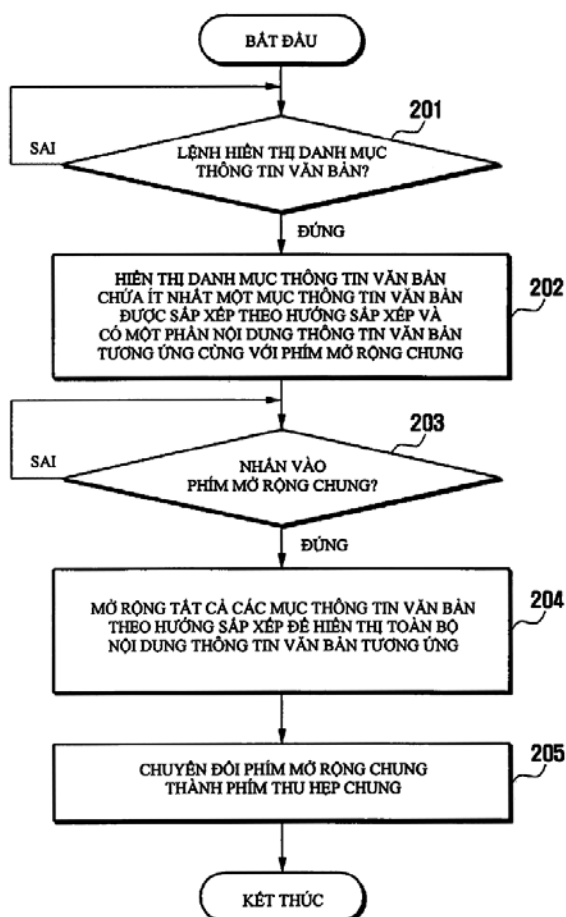 BẮT ĐẦU
201
SAI
LỆNH HIỂN THỊ DANH MỤC
THÔNG TIN VĂN BẢN?
ĐÚNG
HIỂN THỊ DANH MỤC THÔNG TIN VĂN BẢN
CHỨA ÍT NHẤT MỘT MỤC THÔNG TIN VĂN BẢN
ĐƯỢC SẮP XẾP THEO HƯỚNG SẮP XẾP VÀ
CÓ MỘT PHẦN NỘI DUNG THÔNG TIN VĂN BẢN
TƯƠNG ỨNG CÙNG VỚI PHÍM MỞ RỘNG CHUNG
202
203
SAI
NHẤN VÀO
PHÍM MỞ RỘNG CHUNG?
ĐÚNG
MỞ RỘNG TẤT CẢ CÁC MỤC THÔNG TIN VĂN BẢN
THEO HƯỚNG SẮP XẾP ĐỂ HIỂN THỊ TOÀN BỘ
NỘI DUNG THÔNG TIN VĂN BẢN TƯƠNG ỨNG
204
CHUYỂN ĐỔI PHÍM MỞ RỘNG CHUNG
THÀNH PHÍM THU HẸP CHUNG
205
KẾT THÚC